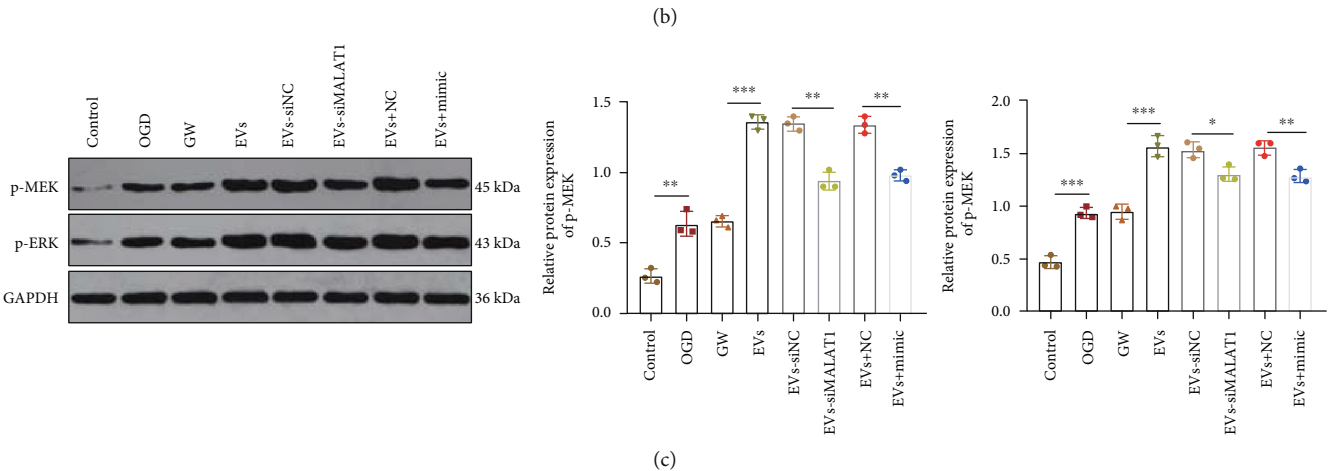 (b)
Control
OGD
GW
EVs
EVs-siNC
EVs-siMALAT1
EVs+NC
EVs+mimic
p-MEK
45 kDa
p-ERK
43 kDa
GAPDH
36 kDa
Relative protein expression
of p-MEK
1.5
1.0
0.5
0.0
**
***
**
**
Control
OGD
GW
EVs
EVs-siNC
EVs-siMALAT1
EVs+NC
EVs+mimic
Relative protein expression
of p-MEK
2.0
1.5
1.0
0.5
0.0
***
***
*
**
Control
OGD
GW
EVs
EVs-siNC
EVs-siMALAT1
EVs+NC
EVs+mimic
(c)